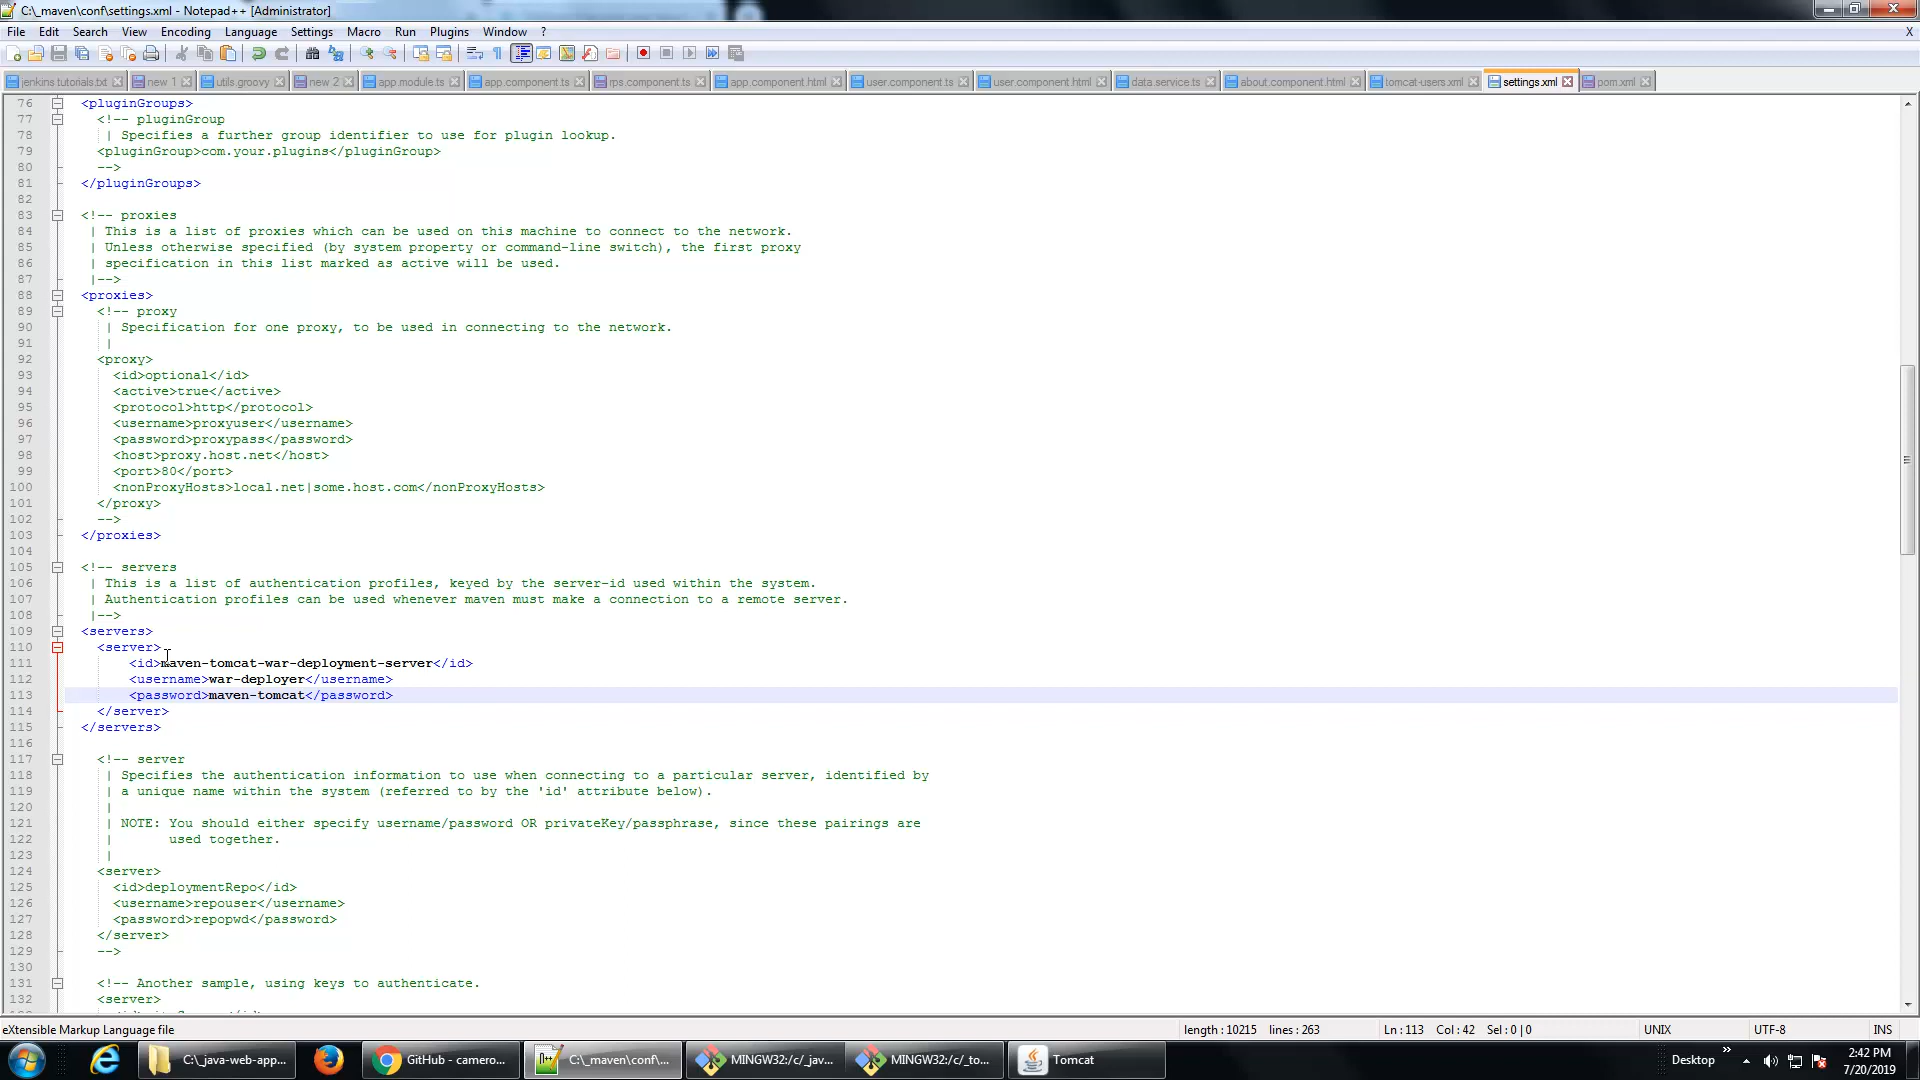 C:\_maven\conf\settings.xml - Notepad++ [Administrator]
File Edit Search View Encoding Language Settings Macro Run Plugins Window ? X
jenkins tutorials.txt new 1 utils.groovy new 2 app.module.ts app.component.ts rps.component.ts app.component.html user.component.ts user.component.html data.service.ts about.component.html tomcat-users.xml settings.xml pom.xml
76 <pluginGroups>
77 <!-- pluginGroup
78 | Specifies a further group identifier to use for plugin lookup.
79 <pluginGroup>com.your.plugins</pluginGroup>
80 -->
81 </pluginGroups>
82
83 <!-- proxies
84 | This is a list of proxies which can be used on this machine to connect to the network.
85 | Unless otherwise specified (by system property or command-line switch), the first proxy
86 | specification in this list marked as active will be used.
87 |-->
88 <proxies>
89 <!-- proxy
90 | Specification for one proxy, to be used in connecting to the network.
91 |
92 <proxy>
93 <id>optional</id>
94 <active>true</active>
95 <protocol>http</protocol>
96 <username>proxyuser</username>
97 <password>proxypass</password>
98 <host>proxy.host.net</host>
99 <port>80</port>
100 <nonProxyHosts>local.net|some.host.com</nonProxyHosts>
101 </proxy>
102 -->
103 </proxies>
104
105 <!-- servers
106 | This is a list of authentication profiles, keyed by the server-id used within the system.
107 | Authentication profiles can be used whenever maven must make a connection to a remote server.
108 |-->
109 <servers>
110 <server>
111 <id>maven-tomcat-war-deployment-server</id>
112 <username>war-deployer</username>
113 <password>maven-tomcat</password>
114 </server>
115 </servers>
116
117 <!-- server
118 | Specifies the authentication information to use when connecting to a particular server, identified by
119 | a unique name within the system (referred to by the 'id' attribute below).
120 |
121 | NOTE: You should either specify username/password OR privateKey/passphrase, since these pairings are
122 | used together.
123 |
124 <server>
125 <id>deploymentRepo</id>
126 <username>repouser</username>
127 <password>repopwd</password>
128 </server>
129 -->
130
131 <!-- Another sample, using keys to authenticate.
132 <server>
eXtensible Markup Language file length : 10215 lines : 263 Ln : 113 Col : 42 Sel : 0 | 0 UNIX UTF-8 INS
C:\_java-web-app... GitHub - camero... C:\_maven\conf\... MINGW32:/c/_jav... MINGW32:/c/_to... Tomcat Desktop » 2:42 PM
7/20/2019